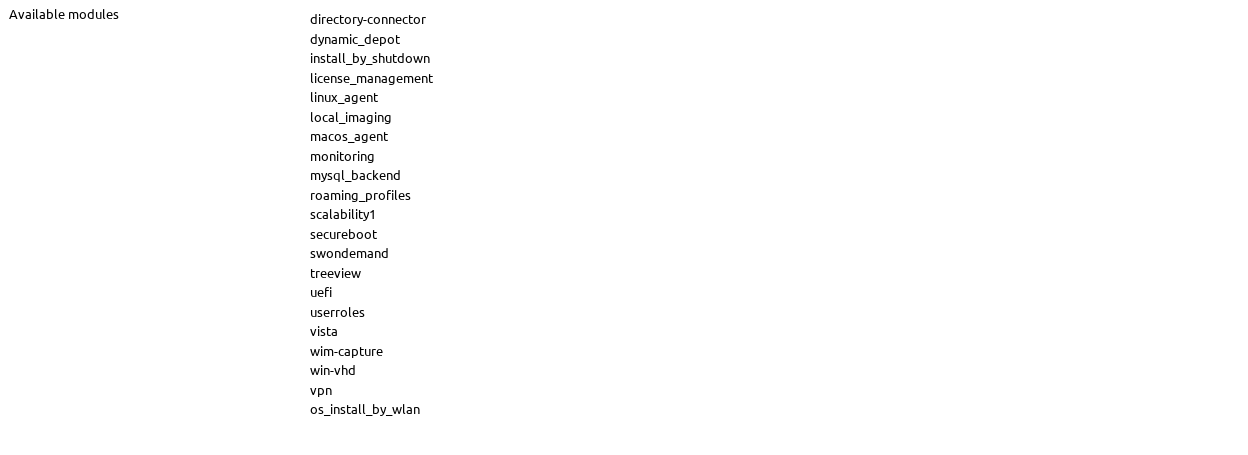 Available modules
directory-connector
dynamic_depot
install_by_shutdown
license_management
linux_agent
local_imaging
macos_agent
monitoring
mysql_backend
roaming_profiles
scalability1
secureboot
swondemand
treeview
uefi
userroles
vista
wim-capture
win-vhd
vpn
os_install_by_wlan